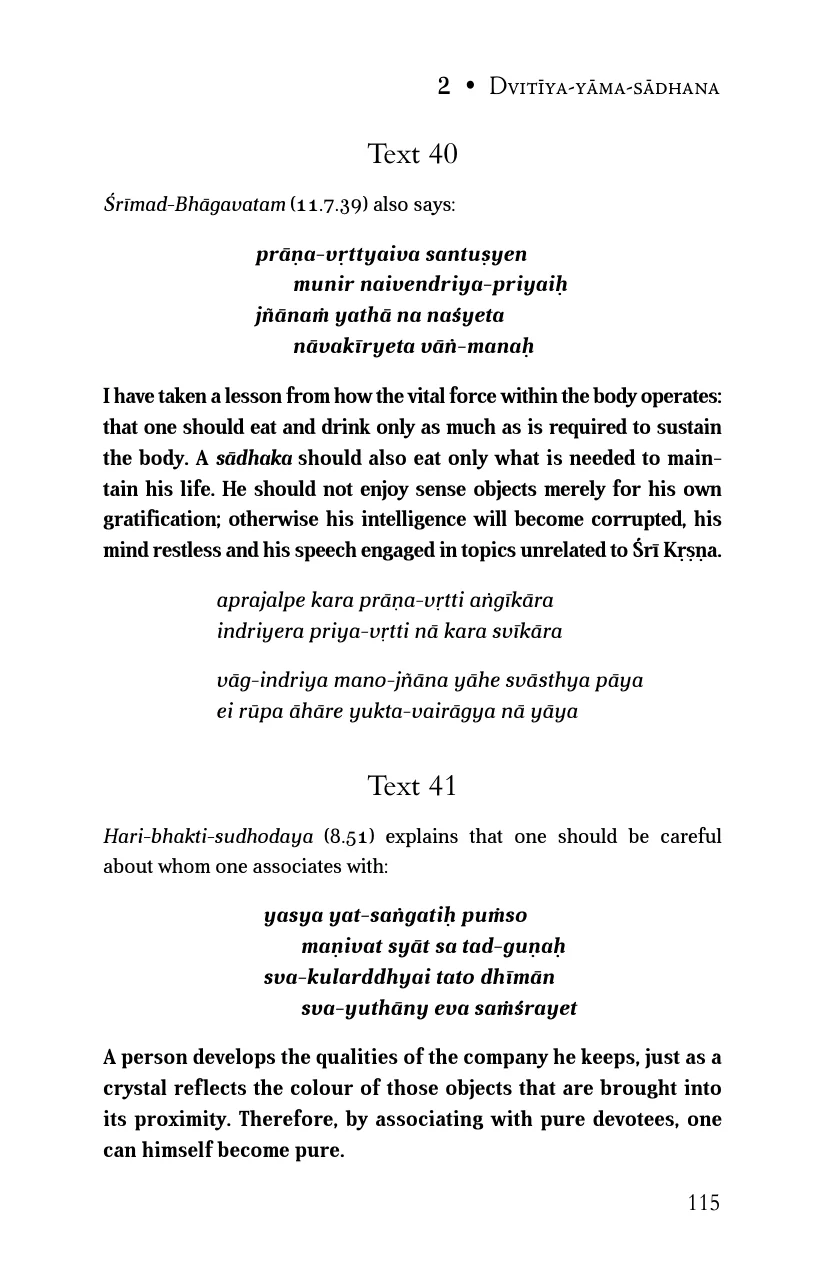 2 • Dvitīya-yāma-sādhana
Text 40
Śrīmad-Bhāgavatam (11.7.39) also says:
prāṇa-vṛttyaiva santuṣyen
munir naivendriya-priyaiḥ
jñānaṁ yathā na naśyeta
nāvakīryeta vāṅ-manaḥ
I have taken a lesson from how the vital force within the body operates:
that one should eat and drink only as much as is required to sustain
the body. A sādhaka should also eat only what is needed to main-
tain his life. He should not enjoy sense objects merely for his own
gratification; otherwise his intelligence will become corrupted, his
mind restless and his speech engaged in topics unrelated to Śrī Kṛṣṇa.
aprajalpe kara prāṇa-vṛtti aṅgīkāra
indriyera priya-vṛtti nā kara svīkāra
vāg-indriya mano-jñāna yāhe svāsthya pāya
ei rūpa āhāre yukta-vairāgya nā yāya
Text 41
Hari-bhakti-sudhodaya (8.51) explains that one should be careful
about whom one associates with:
yasya yat-saṅgatiḥ puṁso
maṇivat syāt sa tad-guṇaḥ
sva-kularddhyai tato dhīmān
sva-yuthāny eva saṁśrayet
A person develops the qualities of the company he keeps, just as a
crystal reflects the colour of those objects that are brought into
its proximity. Therefore, by associating with pure devotees, one
can himself become pure.
115